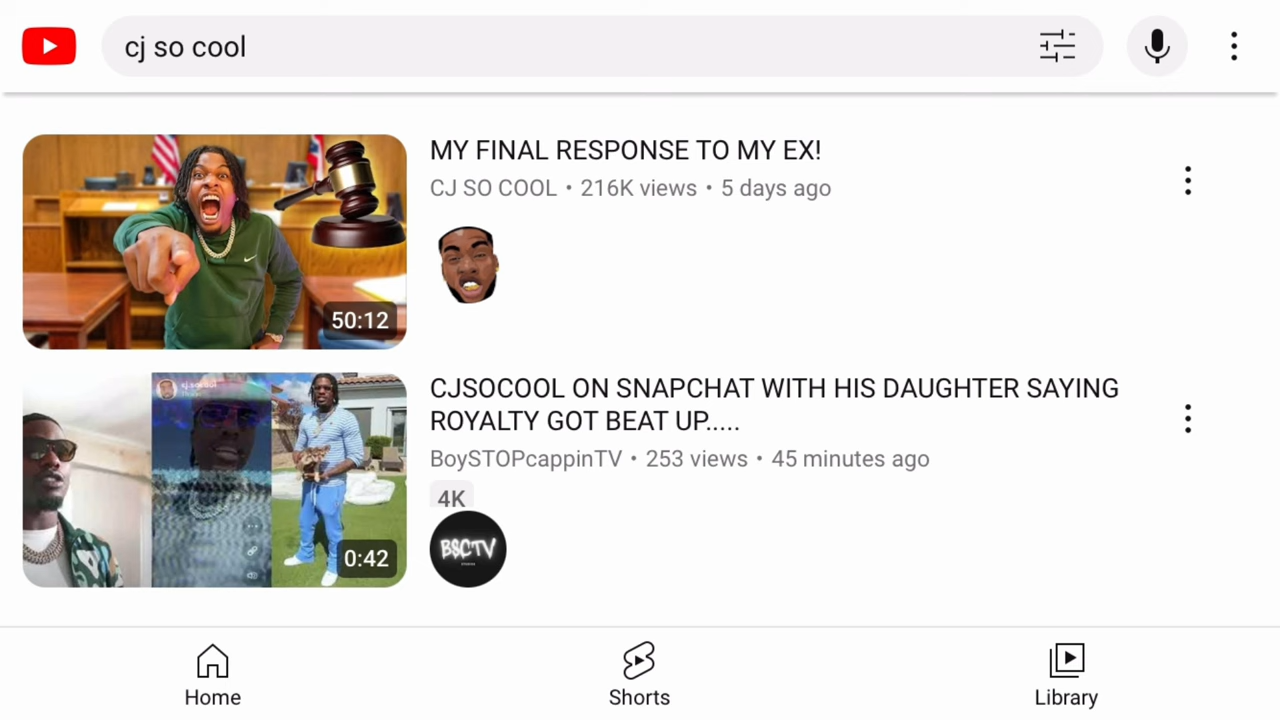 cj so cool
MY FINAL RESPONSE TO MY EX!
CJ SO COOL • 216K views • 5 days ago
50:12
CJSOCOOL ON SNAPCHAT WITH HIS DAUGHTER SAYING
ROYALTY GOT BEAT UP.....
BoySTOPcappinTV • 253 views • 45 minutes ago
4K
BSCTV
0:42
Home
Shorts
Library